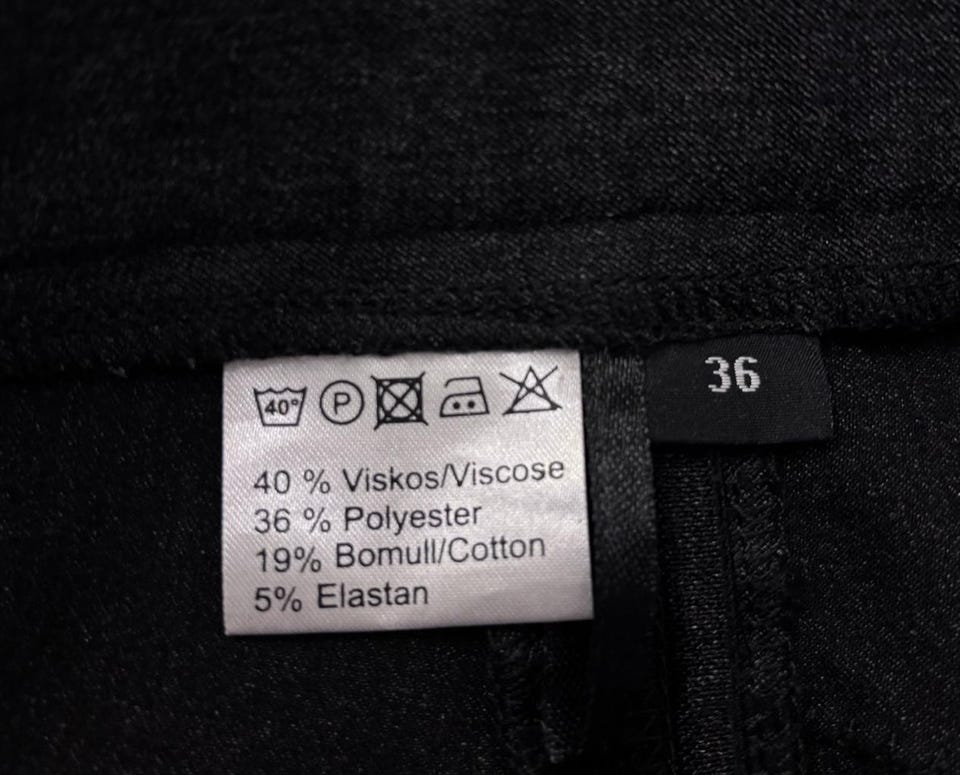 40° P
36
40 % Viskos/Viscose
36 % Polyester
19% Bomull/Cotton
5% Elastan